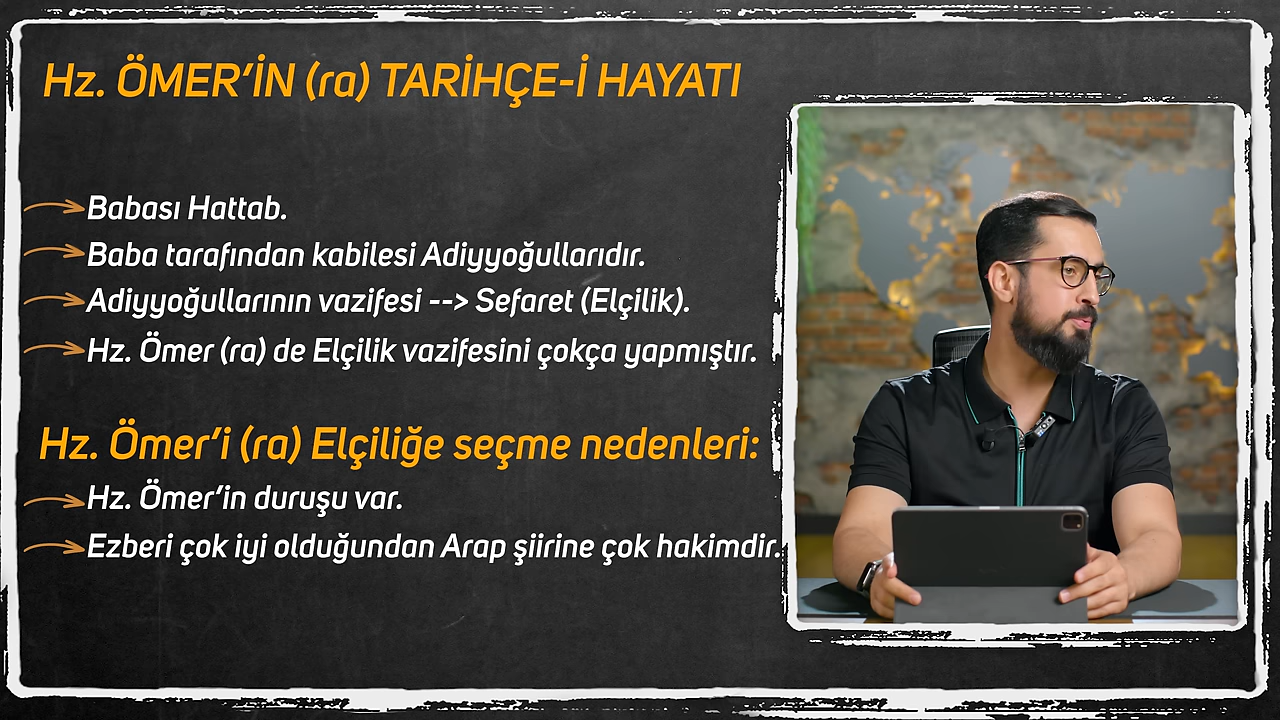 Hz. ÖMER'İN (ra) TARİHÇE-İ HAYATI
Babası Hattab.
Baba tarafından kabilesi Adiyyoğullarıdır.
Adiyyoğullarının vazifesi --> Sefaret (Elçilik).
Hz. Ömer (ra) de Elçilik vazifesini çokça yapmıştır.
Hz. Ömer'i (ra) Elçiliğe seçme nedenleri:
Hz. Ömer'in duruşu var.
Ezberi çok iyi olduğundan Arap şiirine çok hakimdir.